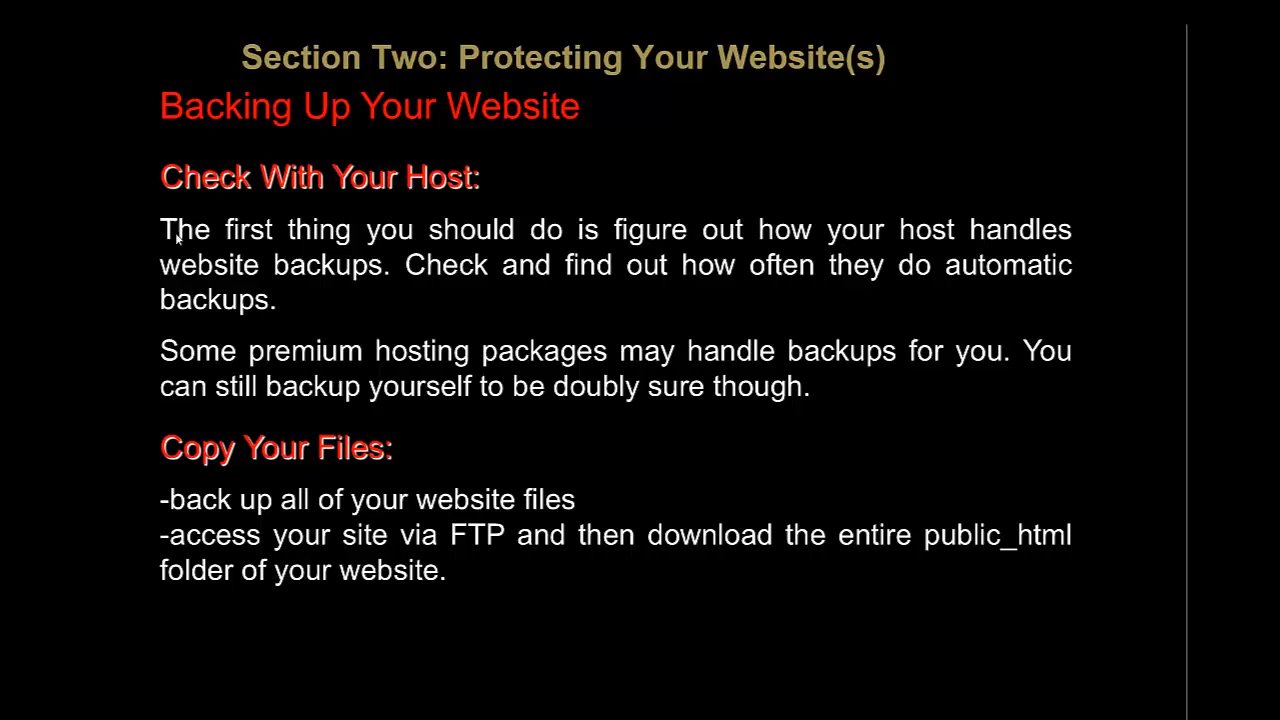 Section Two: Protecting Your Website(s)
Backing Up Your Website
Check With Your Host:
The first thing you should do is figure out how your host handles
website backups. Check and find out how often they do automatic
backups.
Some premium hosting packages may handle backups for you. You
can still backup yourself to be doubly sure though.
Copy Your Files:
-back up all of your website files
-access your site via FTP and then download the entire public_html
folder of your website.